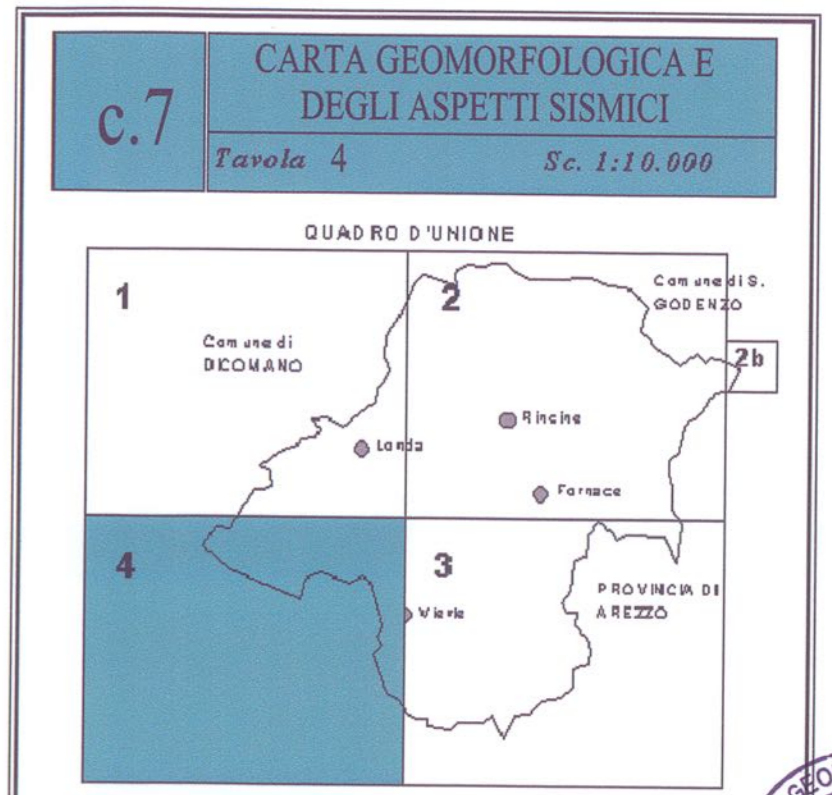 c.7
CARTA GEOMORFOLOGICA E
DEGLI ASPETTI SISMICI
Tavola 4
Sc. 1:10.000
QUADRO D'UNIONE
1
2
Comune di S.
GODENZO
Comune di
DICOMANO
2b
Rincine
Londa
Fornace
4
3
PROVINCIA DI
AREZZO
Vierle
GEO